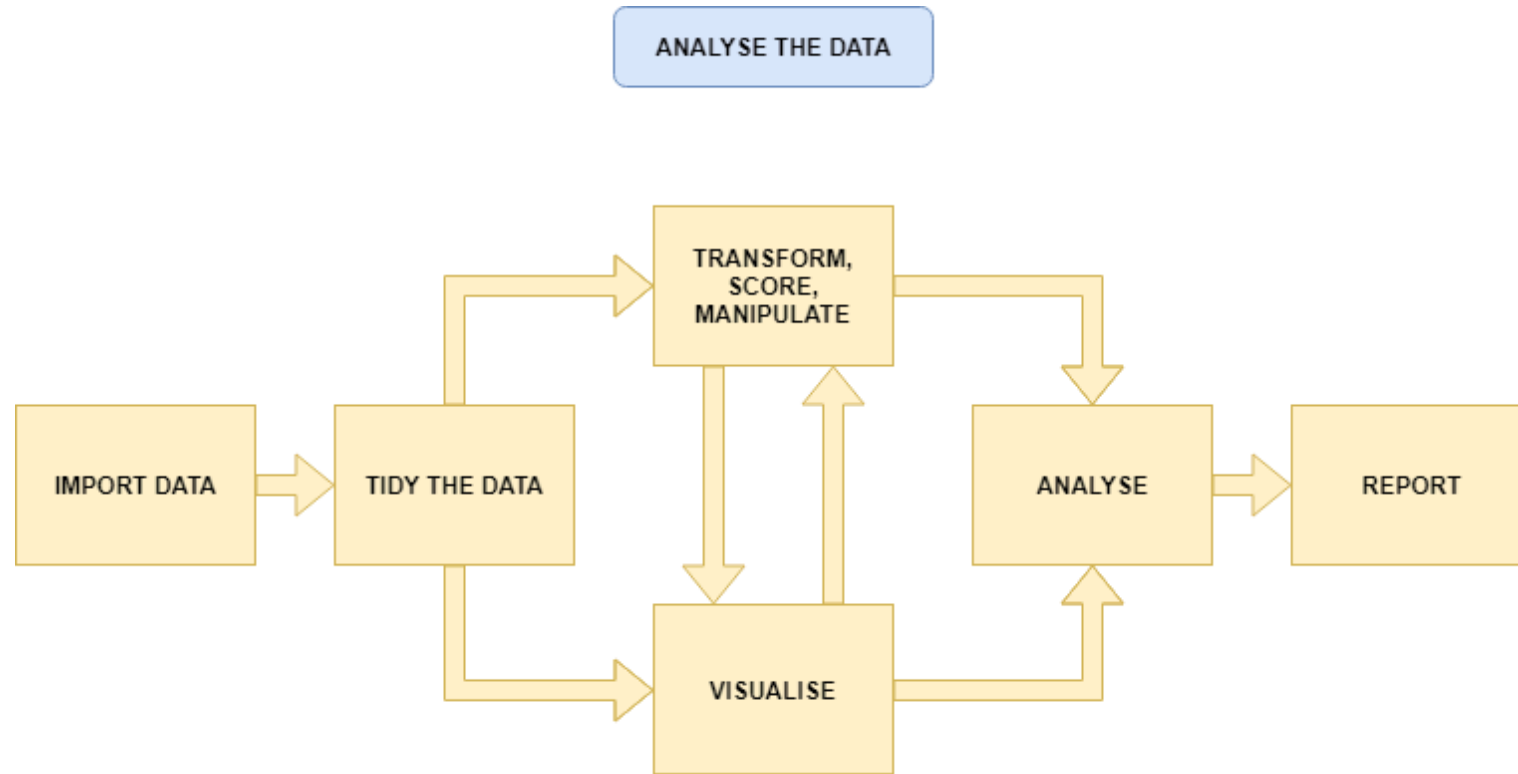 ANALYSE THE DATA
TRANSFORM,
SCORE,
MANIPULATE
IMPORT DATA
TIDY THE DATA
ANALYSE
REPORT
VISUALISE